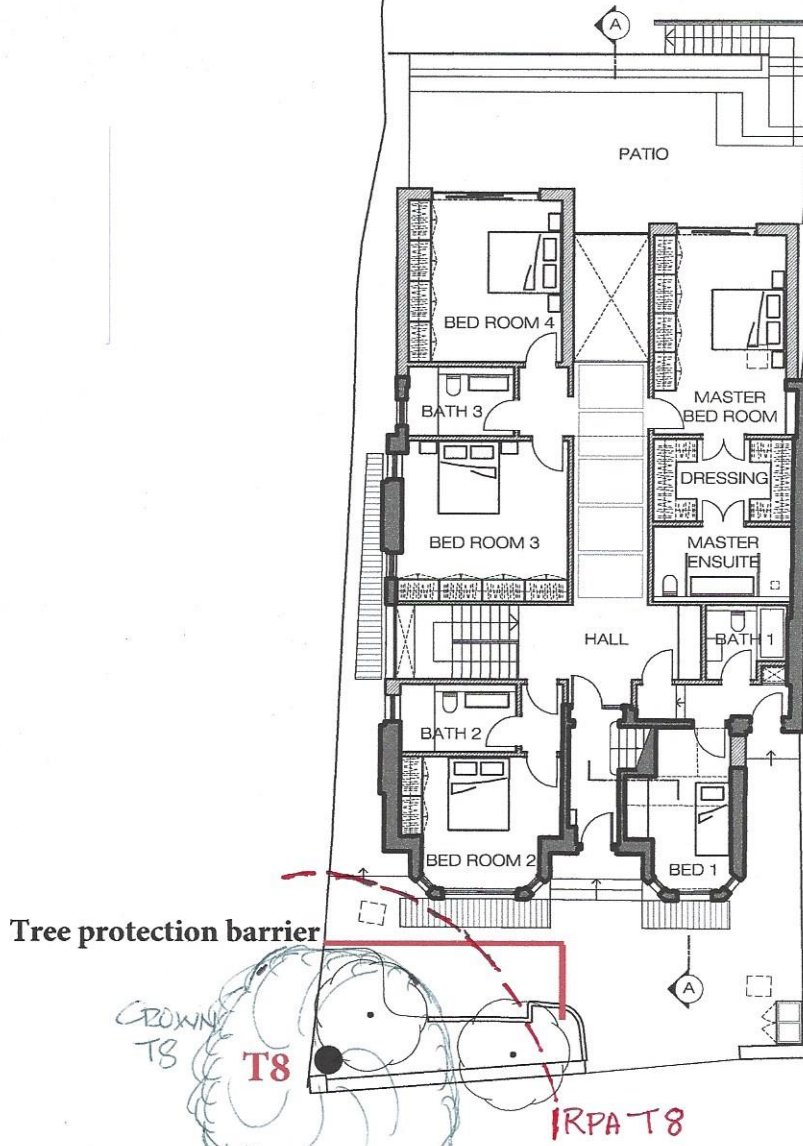 A
PATIO
BED ROOM 4
BATH 3
MASTER
BED ROOM
DRESSING
BED ROOM 3
MASTER
ENSUITE
HALL
BATH 1
BATH 2
BED ROOM 2
BED 1
Tree protection barrier
A
CROWN
T8
T8
RPA T8